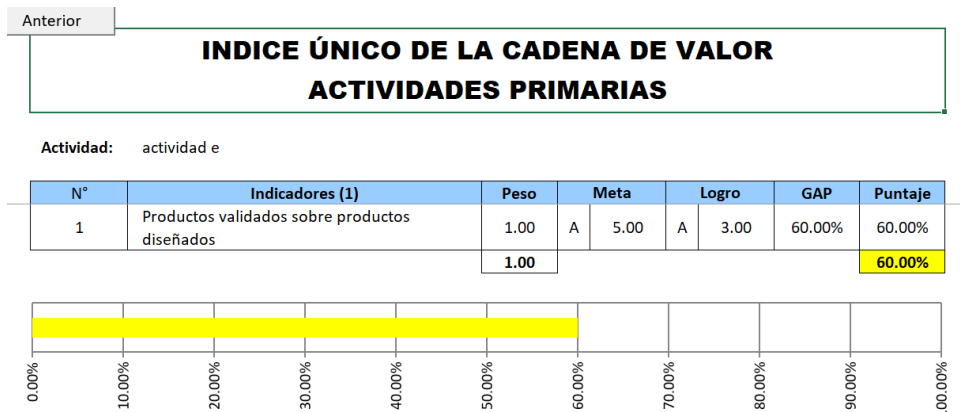 Anterior
INDICE ÚNICO DE LA CADENA DE VALOR
ACTIVIDADES PRIMARIAS
Actividad: actividad e
N° Indicadores (1) Peso Meta Logro GAP Puntaje
1 Productos validados sobre productos diseñados 1.00 A 5.00 A 3.00 60.00% 60.00%
1.00 60.00%
0.00% 10.00% 20.00% 30.00% 40.00% 50.00% 60.00% 70.00% 80.00% 90.00% 00.00%